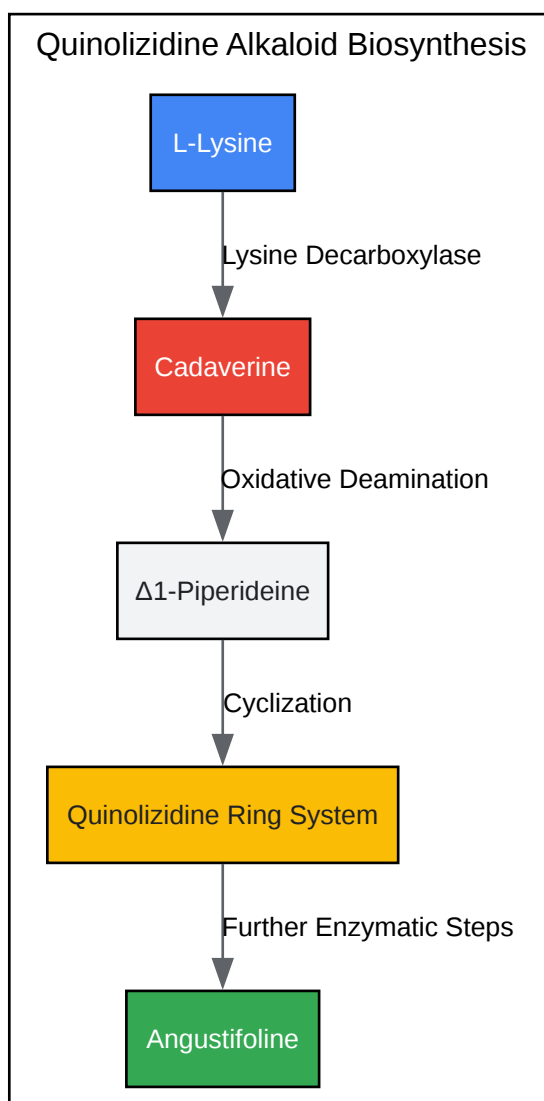 Quinolizidine Alkaloid Biosynthesis
L-Lysine
Lysine Decarboxylase
Cadaverine
Oxidative Deamination
Δ1-Piperideine
Cyclization
Quinolizidine Ring System
Further Enzymatic Steps
Angustifoline